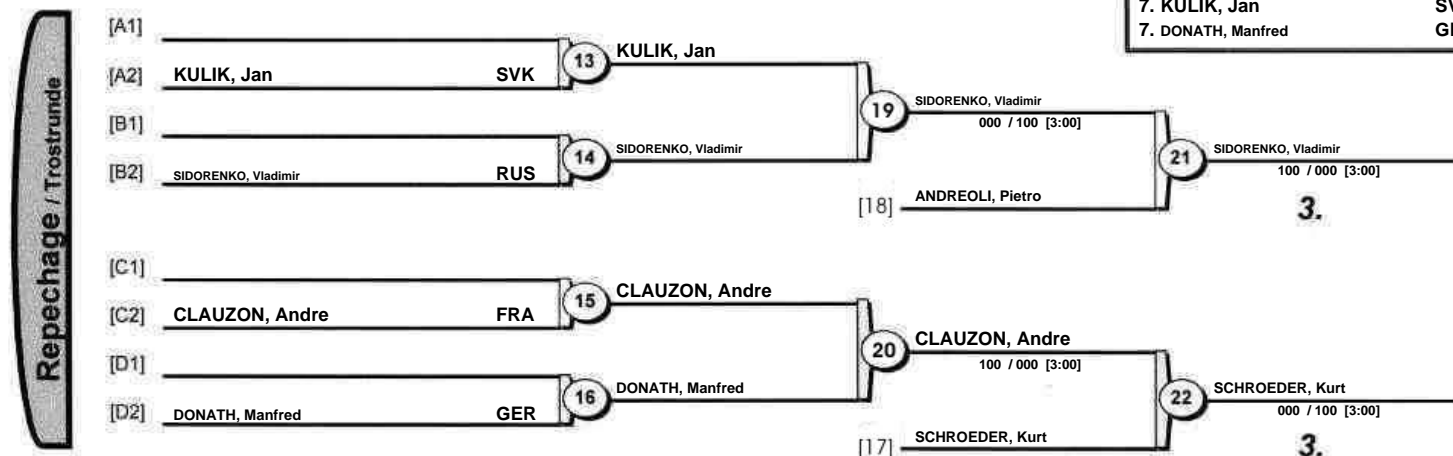 7. KULIK, Jan
7. DONATH, Manfred
Repechage / Trostrunde
[A1]
[A2] KULIK, Jan SVK
13 KULIK, Jan
[B1]
[B2] SIDORENKO, Vladimir RUS
14 SIDORENKO, Vladimir
19 SIDORENKO, Vladimir
000 / 100 [3:00]
[18] ANDREOLI, Pietro
21 SIDORENKO, Vladimir
100 / 000 [3:00]
3.
[C1]
[C2] CLAUZON, Andre FRA
15 CLAUZON, Andre
[D1]
[D2] DONATH, Manfred GER
16 DONATH, Manfred
20 CLAUZON, Andre
100 / 000 [3:00]
[17] SCHROEDER, Kurt
22 SCHROEDER, Kurt
000 / 100 [3:00]
3.